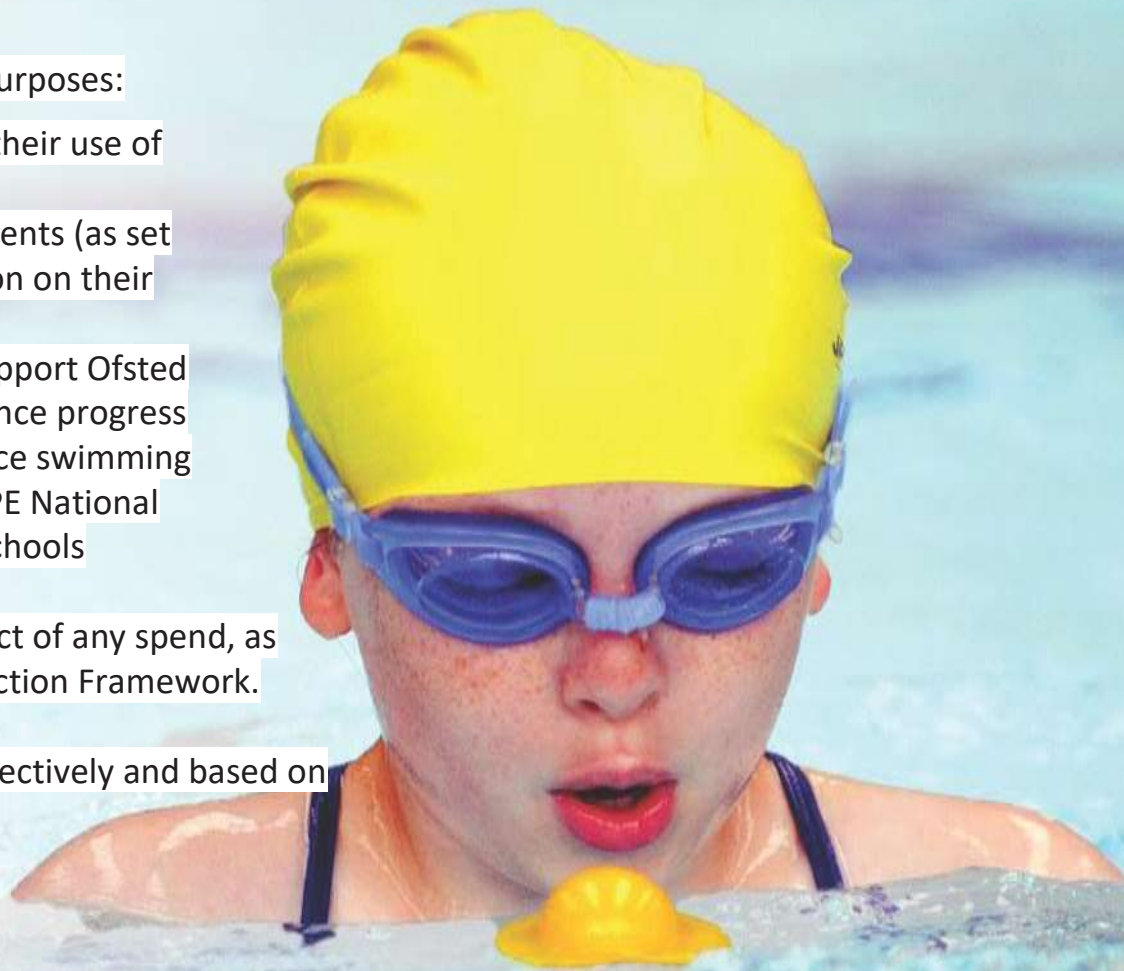 urposes:
their use of
ents (as set
on on their
pport Ofsted
nce progress
ce swimming
PE National
chools
ct of any spend, as
ction Framework.
ectively and based on